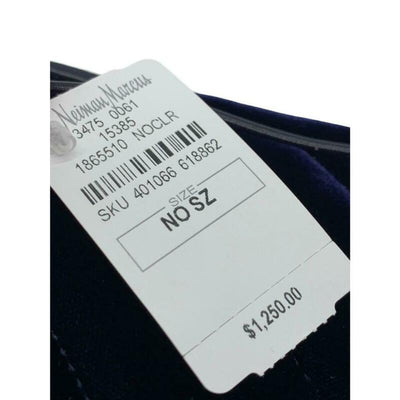 Neiman Marcus
3475 0061
15385
1865510 NOCLR
SKU 401066 618862
SIZE
NO SZ
$1,250.00